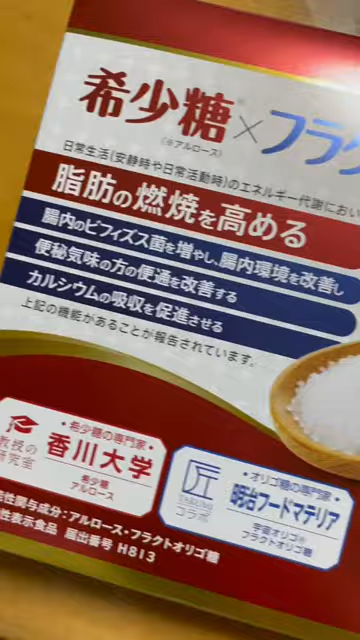 希少糖® × フラク
(※アルロース)
日常生活(安静時や日常活動時)のエネルギー代謝におい
脂肪の燃焼を高める
腸内のビフィズス菌を増やし、腸内環境を改善し
便秘気味の方の便通を改善する
カルシウムの吸収を促進させる
上記の機能があることが報告されています。
・希少糖の専門家・
教授の
研究室
香川大学
希少糖
アルロース
・オリゴ糖の専門家・
匠
TAKUMI
コラボ
明治フードマテリア
宇宙オリゴ®
フラクトオリゴ糖
性関与成分:アルロース・フラクトオリゴ糖
性表示食品 届出番号 H813